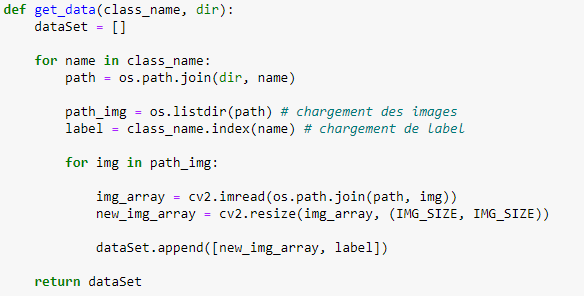 def get_data(class_name, dir):
    dataSet = []
    for name in class_name:
        path = os.path.join(dir, name)
        path_img = os.listdir(path) # chargement des images
        label = class_name.index(name) # chargement de label
        for img in path_img:
            img_array = cv2.imread(os.path.join(path, img))
            new_img_array = cv2.resize(img_array, (IMG_SIZE, IMG_SIZE))
            dataSet.append([new_img_array, label])
    return dataSet